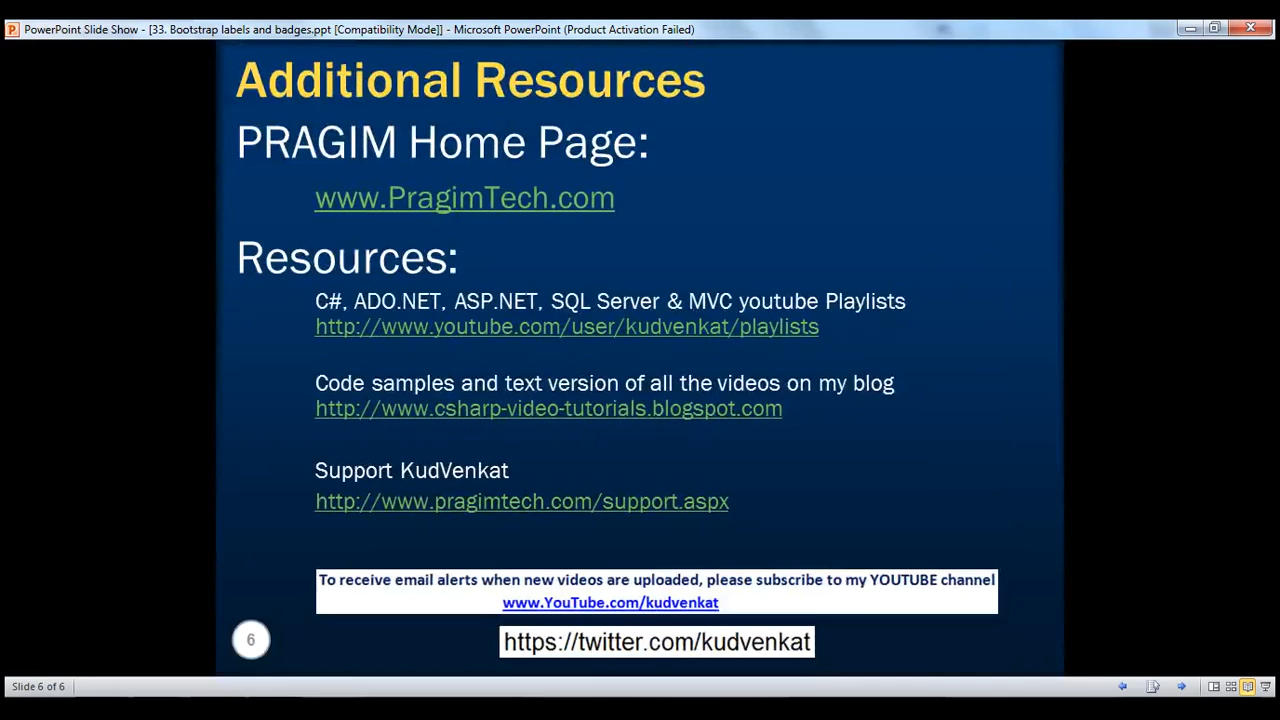 PowerPoint Slide Show - [33. Bootstrap labels and badges.ppt [Compatibility Mode]] - Microsoft PowerPoint (Product Activation Failed)
Additional Resources
PRAGIM Home Page:
www.PragimTech.com
Resources:
C#, ADO.NET, ASP.NET, SQL Server & MVC youtube Playlists
http://www.youtube.com/user/kudvenkat/playlists
Code samples and text version of all the videos on my blog
http://www.csharp-video-tutorials.blogspot.com
Support KudVenkat
http://www.pragimtech.com/support.aspx
To receive email alerts when new videos are uploaded, please subscribe to my YOUTUBE channel
www.YouTube.com/kudvenkat
6
https://twitter.com/kudvenkat
Slide 6 of 6